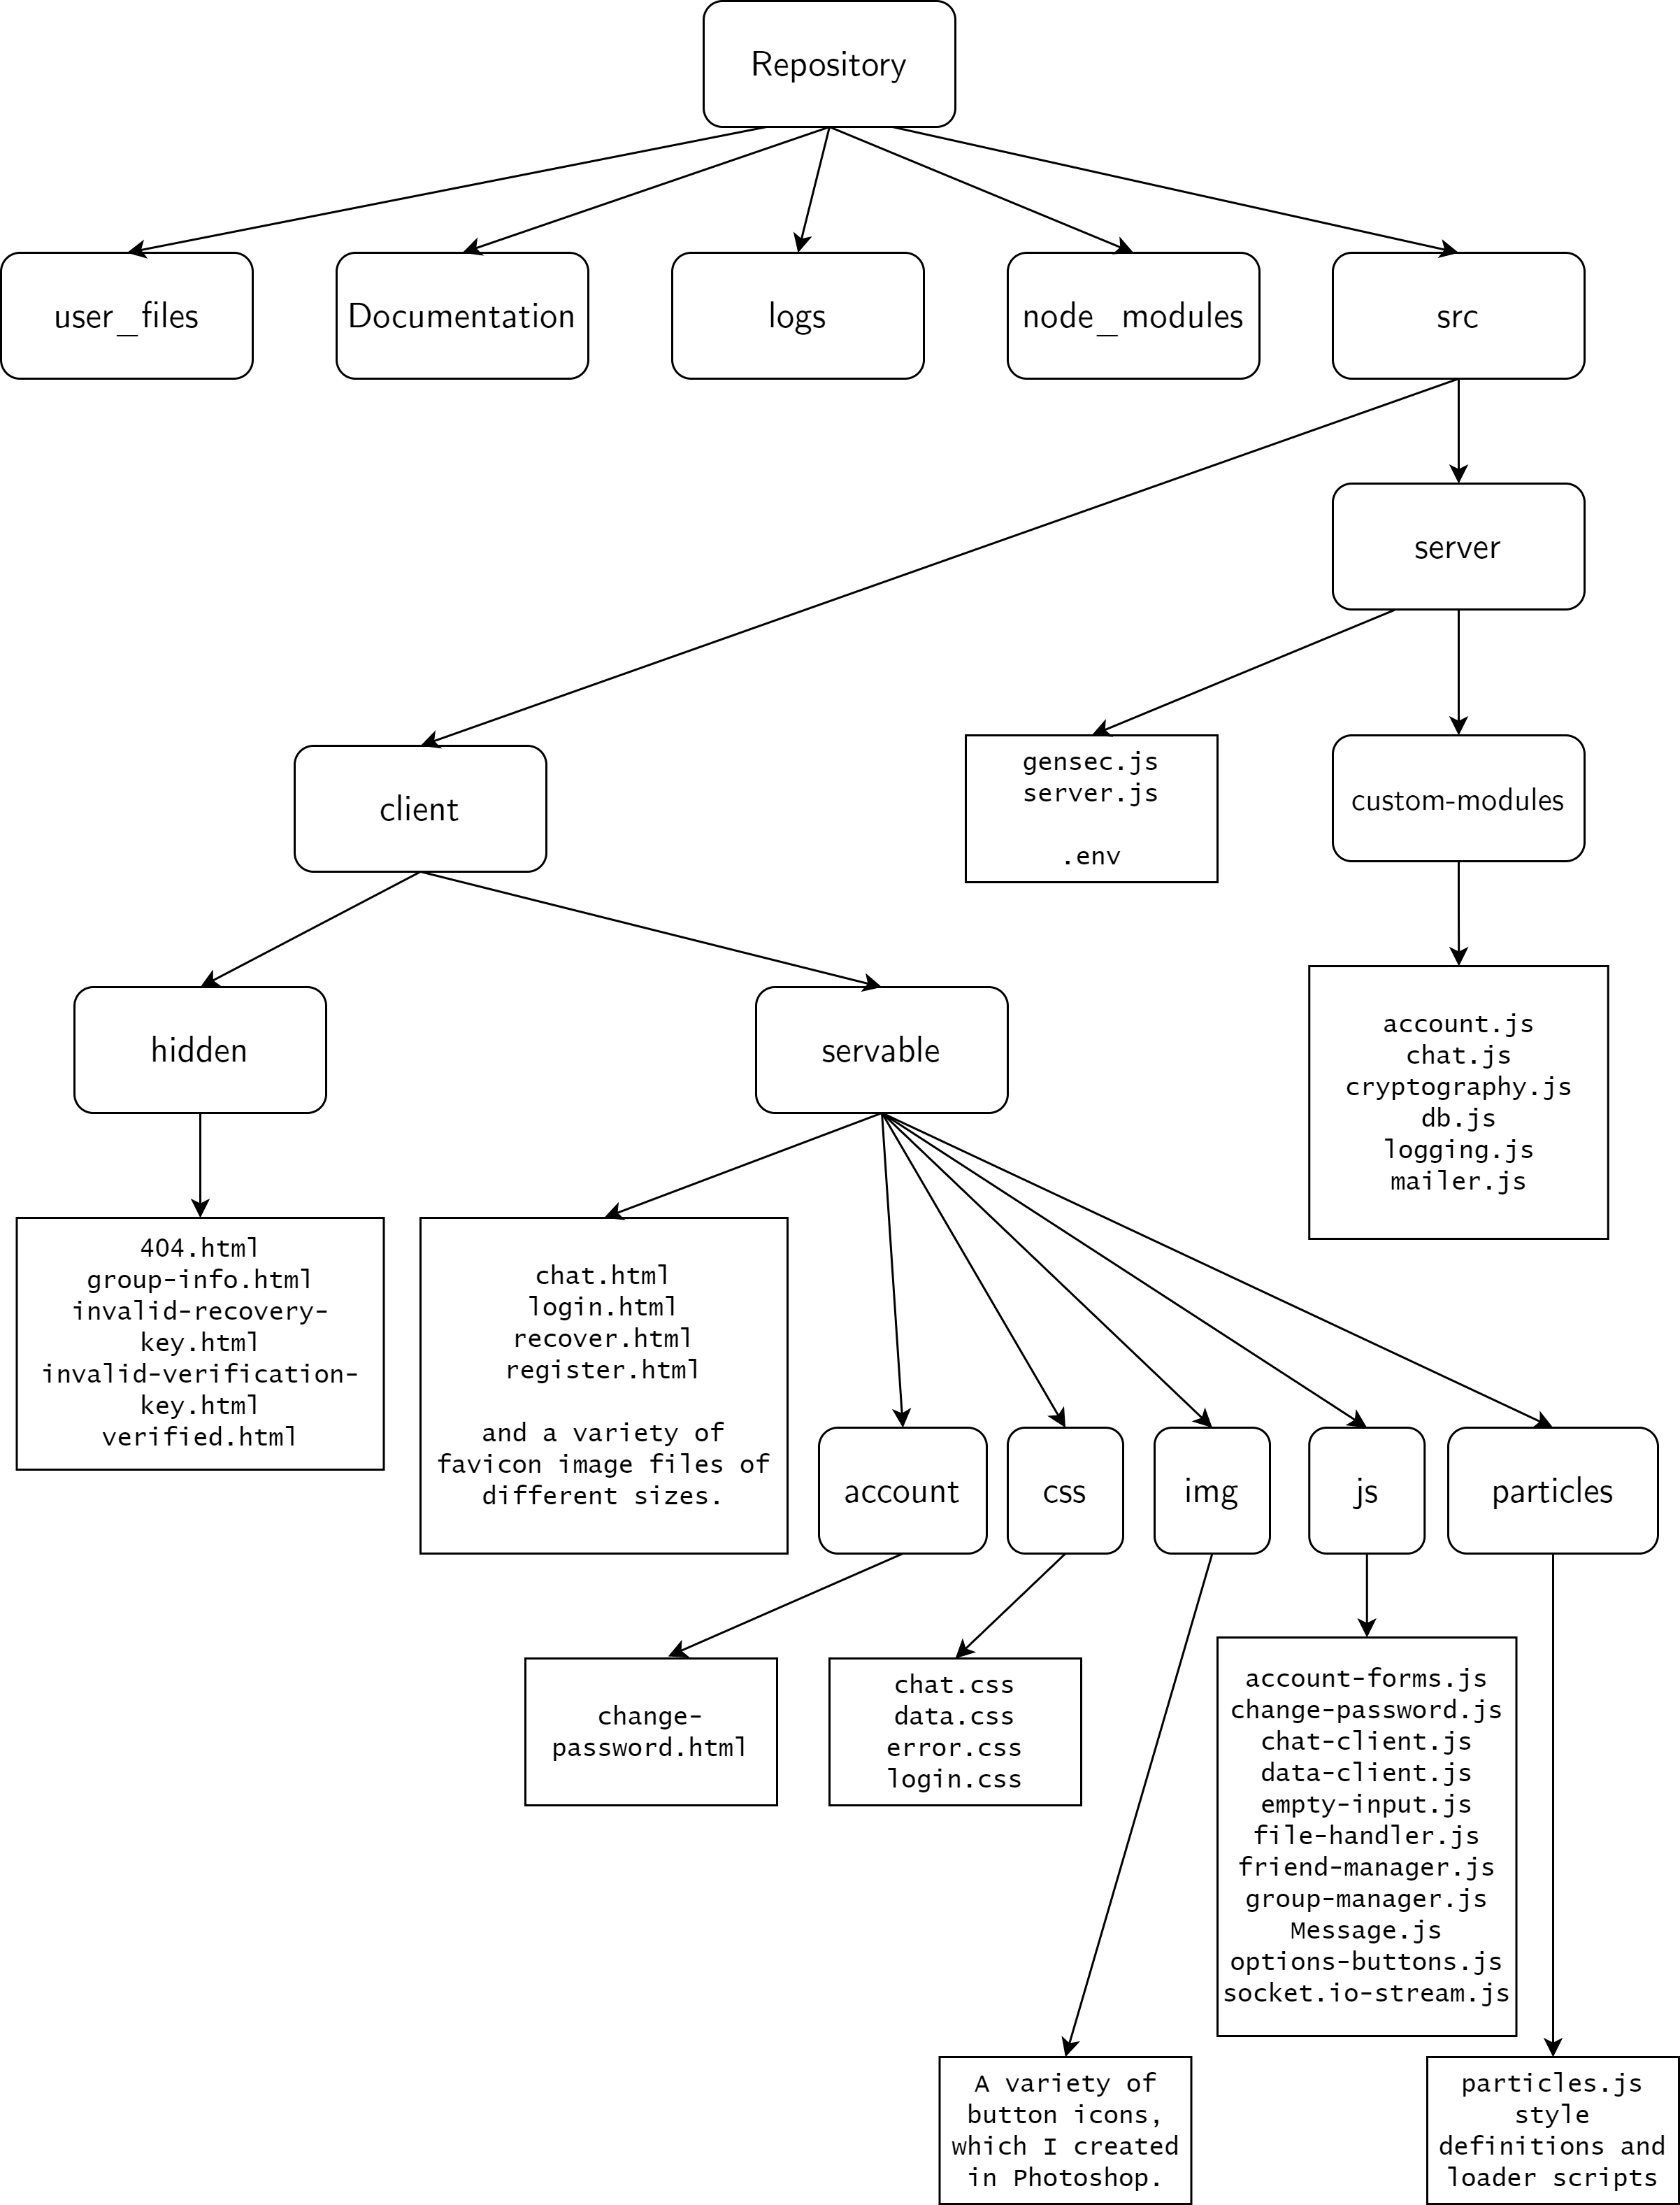 Repository
user_files
Documentation
logs
node_modules
src
server
client
gensec.js
server.js
.env
custom-modules
hidden
servable
account.js
chat.js
cryptography.js
db.js
logging.js
mailer.js
404.html
group-info.html
invalid-recovery-
key.html
invalid-verification-
key.html
verified.html
chat.html
login.html
recover.html
register.html
and a variety of
favicon image files of
different sizes.
account
css
img
js
particles
change-
password.html
chat.css
data.css
error.css
login.css
account-forms.js
change-password.js
chat-client.js
data-client.js
empty-input.js
file-handler.js
friend-manager.js
group-manager.js
Message.js
options-buttons.js
socket.io-stream.js
A variety of
button icons,
which I created
in Photoshop.
particles.js
style
definitions and
loader scripts